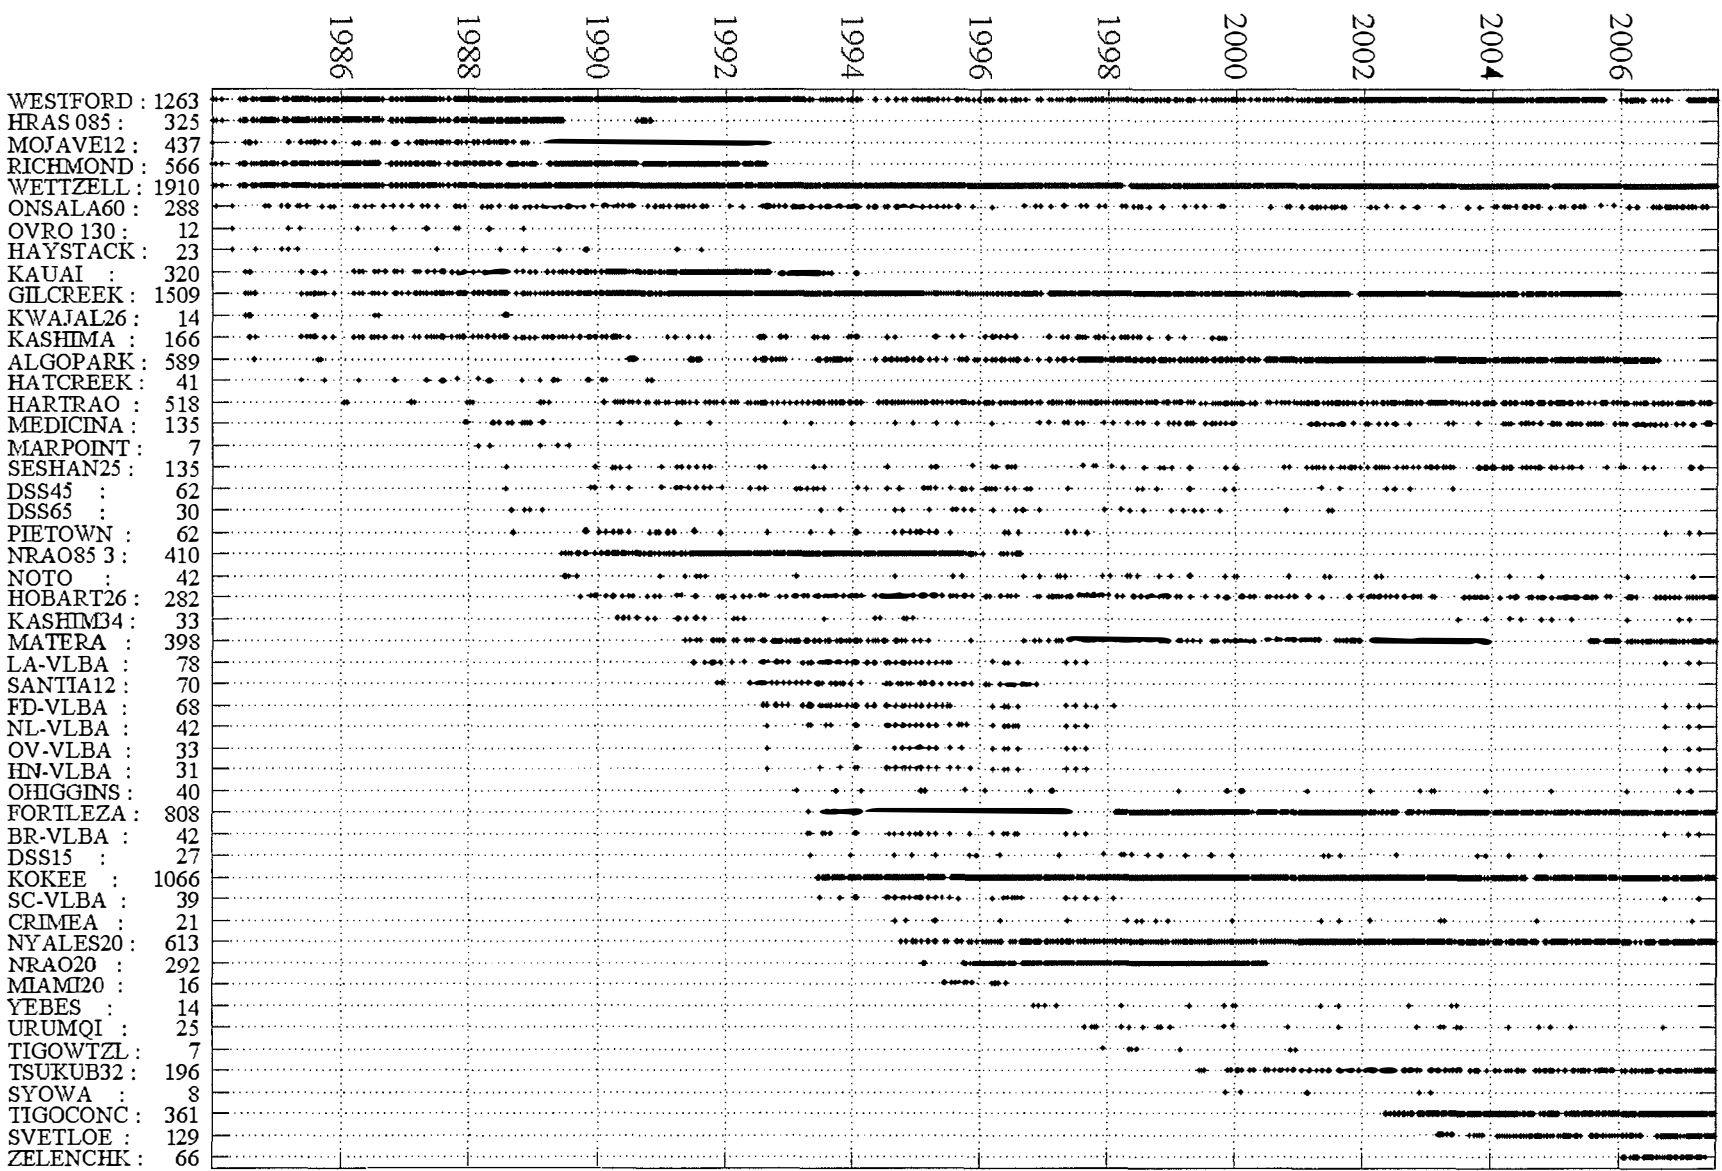 1986 1988 1990 1992 1994 1996 1998 2000 2002 2004 2006
WESTFORD : 1263
HRAS 085 : 325
MOJAVE12 : 437
RICHMOND : 566
WETTZELL : 1910
ONSALA60 : 288
OVRO 130 : 12
HAYSTACK : 23
KAUAI : 320
GILCREEK : 1509
KWAJAL26 : 14
KASHIMA : 166
ALGOPARK : 589
HATCREEK : 41
HARTRAO : 518
MEDICINA : 135
MARPOINT : 7
SESHAN25 : 135
DSS45 : 62
DSS65 : 30
PIETOWN : 62
NRAO85 3 : 410
NOTO : 42
HOBART26 : 282
KASHIM34 : 33
MATERA : 398
LA-VLBA : 78
SANTIA12 : 70
FD-VLBA : 68
NL-VLBA : 42
OV-VLBA : 33
HN-VLBA : 31
OHIGGINS : 40
FORTLEZA : 808
BR-VLBA : 42
DSS15 : 27
KOKEE : 1066
SC-VLBA : 39
CRIMEA : 21
NYALES20 : 613
NRAO20 : 292
MIAMI20 : 16
YEBES : 14
URUMQI : 25
TIGOWTZL : 7
TSUKUB32 : 196
SYOWA : 8
TIGOCONC : 361
SVETLOE : 129
ZELENCHK : 66